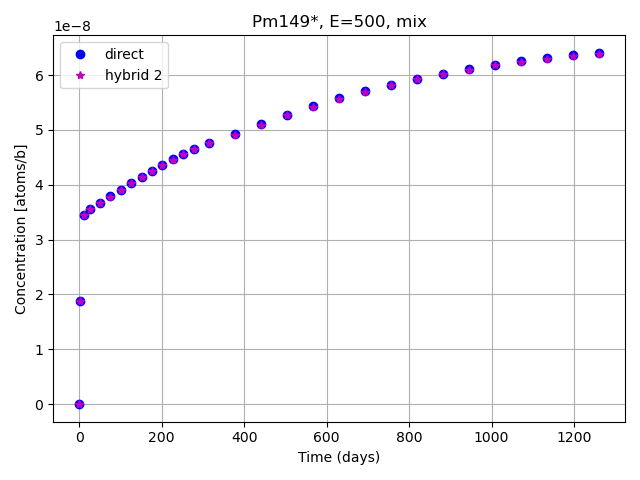 Pm149*, E=500, mix
1e−8
direct
hybrid 2
6
5
4
3
2
1
0
Concentration [atoms/b]
0 200 400 600 800 1000 1200
Time (days)